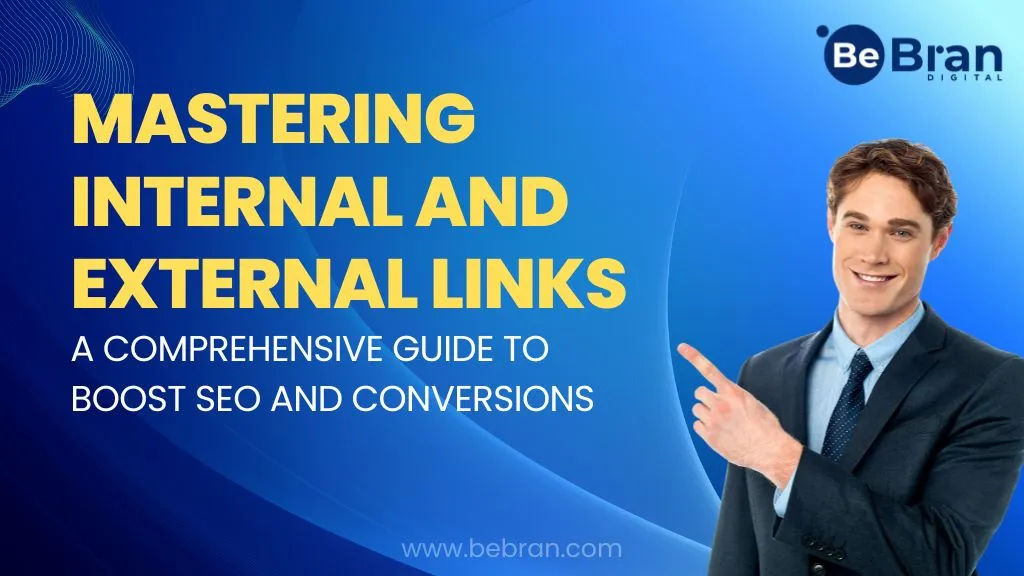 Be Bran
DIGITAL
MASTERING
INTERNAL AND
EXTERNAL LINKS
A COMPREHENSIVE GUIDE TO
BOOST SEO AND CONVERSIONS
www.bebran.com